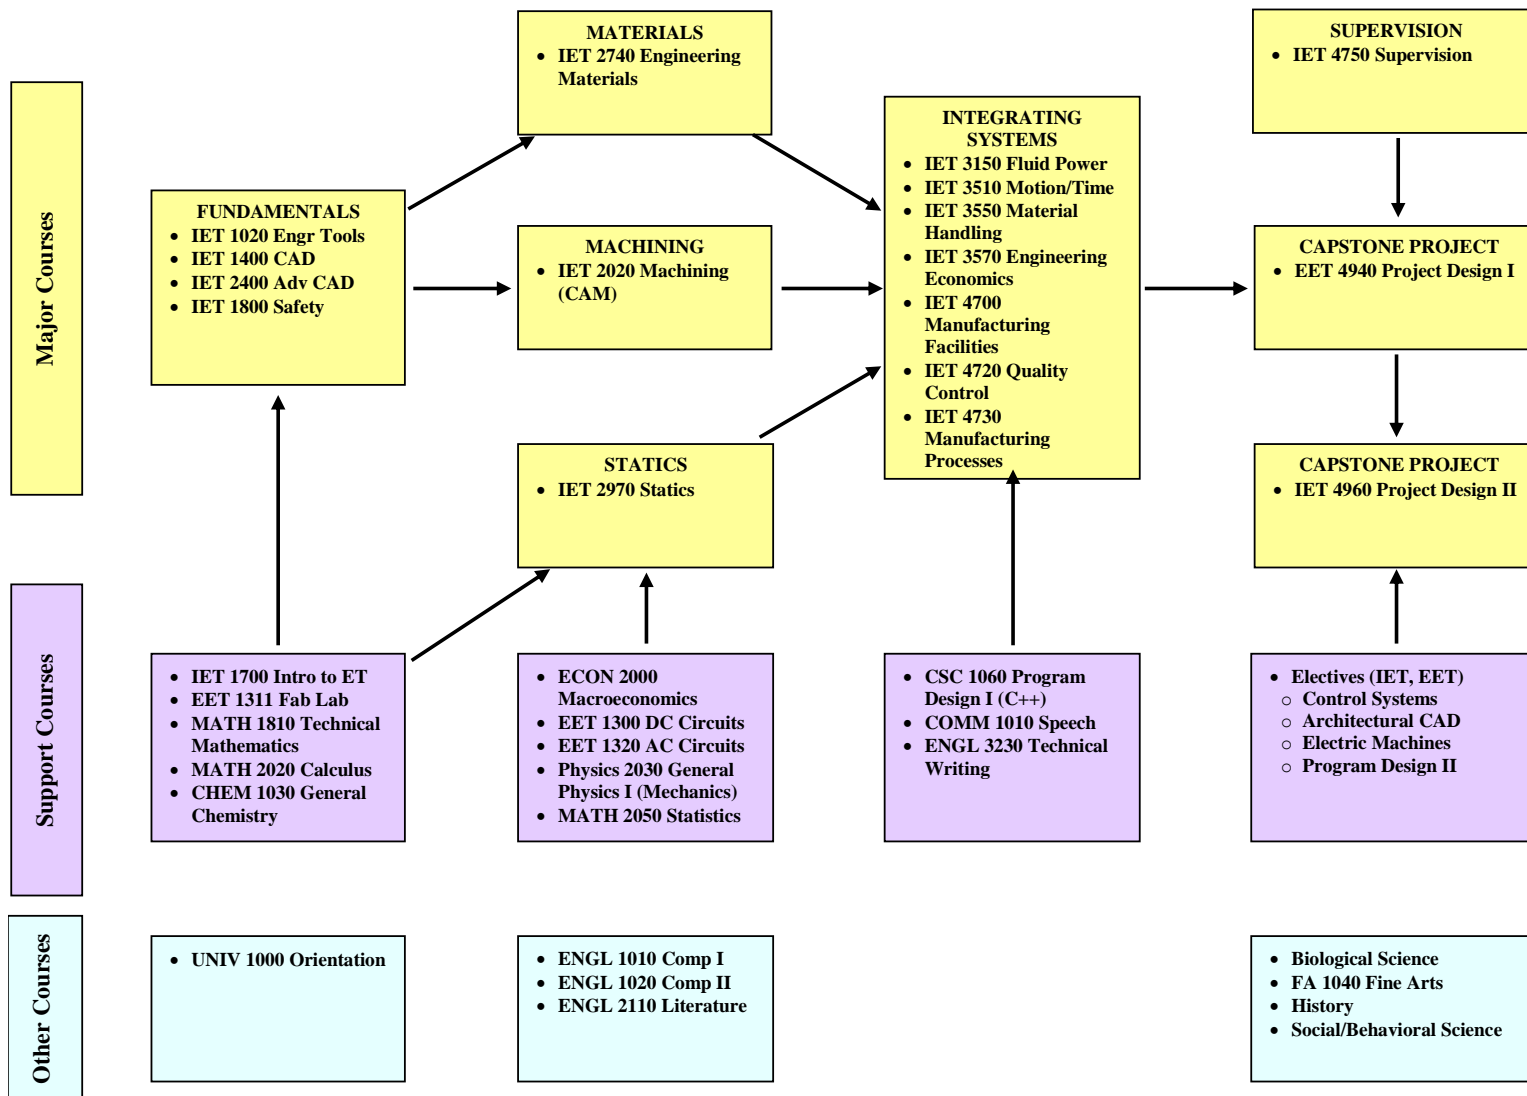 Major Courses
MATERIALS
• IET 2740 Engineering
Materials
SUPERVISION
• IET 4750 Supervision
FUNDAMENTALS
• IET 1020 Engr Tools
• IET 1400 CAD
• IET 2400 Adv CAD
• IET 1800 Safety
MACHINING
• IET 2020 Machining
(CAM)
INTEGRATING
SYSTEMS
• IET 3150 Fluid Power
• IET 3510 Motion/Time
• IET 3550 Material
Handling
• IET 3570 Engineering
Economics
• IET 4700
Manufacturing
Facilities
• IET 4720 Quality
Control
• IET 4730
Manufacturing
Processes
CAPSTONE PROJECT
• EET 4940 Project Design I
STATICS
• IET 2970 Statics
CAPSTONE PROJECT
• IET 4960 Project Design II
Support Courses
• IET 1700 Intro to ET
• EET 1311 Fab Lab
• MATH 1810 Technical
Mathematics
• MATH 2020 Calculus
• CHEM 1030 General
Chemistry
• ECON 2000
Macroeconomics
• EET 1300 DC Circuits
• EET 1320 AC Circuits
• Physics 2030 General
Physics I (Mechanics)
• MATH 2050 Statistics
• CSC 1060 Program
Design I (C++)
• COMM 1010 Speech
• ENGL 3230 Technical
Writing
• Electives (IET, EET)
o Control Systems
o Architectural CAD
o Electric Machines
o Program Design II
Other Courses
• UNIV 1000 Orientation
• ENGL 1010 Comp I
• ENGL 1020 Comp II
• ENGL 2110 Literature
• Biological Science
• FA 1040 Fine Arts
• History
• Social/Behavioral Science